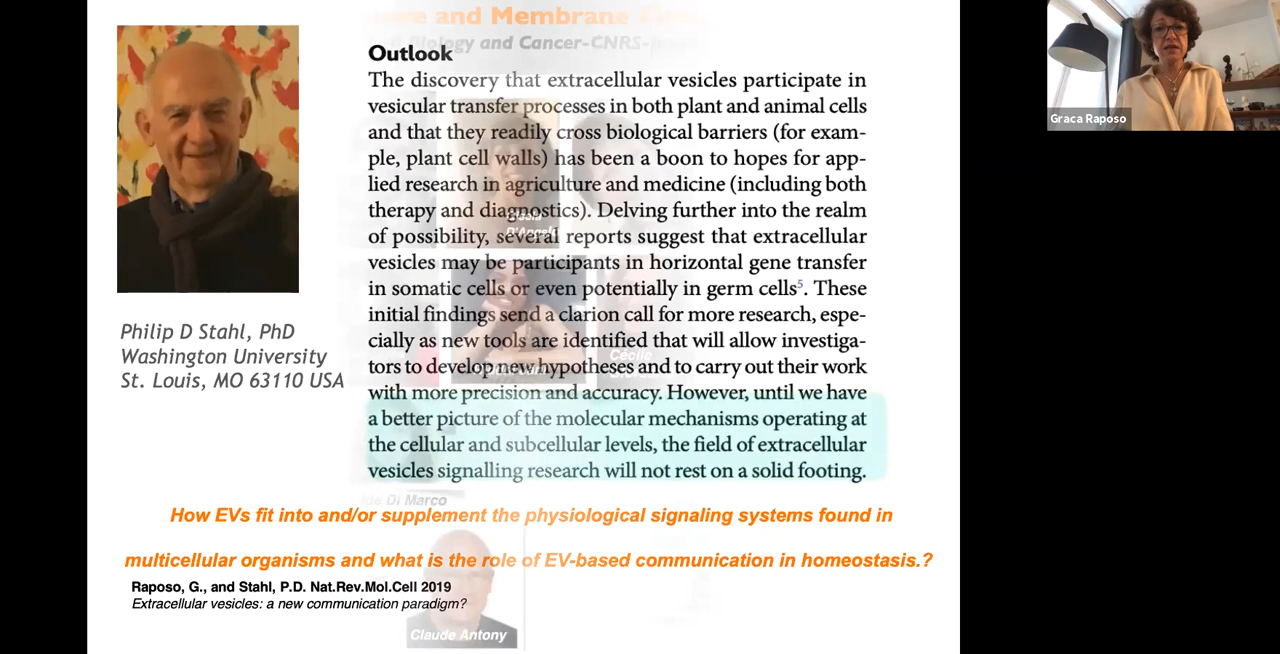 and Membrane
Biology and Cancer-CNRS-
Outlook
The discovery that extracellular vesicles participate in
vesicular transfer processes in both plant and animal cells
and that they readily cross biological barriers (for exam-
ple, plant cell walls) has been a boon to hopes for app-
lied research in agriculture and medicine (including both
therapy and diagnostics). Delving further into the realm
of possibility, several reports suggest that extracellular
vesicles may be participants in horizontal gene transfer
in somatic cells or even potentially in germ cells5. These
initial findings send a clarion call for more research, espe-
cially as new tools are identified that will allow investiga-
tors to develop new hypotheses and to carry out their work
with more precision and accuracy. However, until we have
a better picture of the molecular mechanisms operating at
the cellular and subcellular levels, the field of extracellular
vesicles signalling research will not rest on a solid footing.
Philip D Stahl, PhD
Washington University
St. Louis, MO 63110 USA
D'Angelo
Cécile
Di Marco
How EVs fit into and/or supplement the physiological signaling systems found in
multicellular organisms and what is the role of EV-based communication in homeostasis.?
Raposo, G., and Stahl, P.D. Nat.Rev.Mol.Cell 2019
Extracellular vesicles: a new communication paradigm?
Claude Antony
Graca Raposo